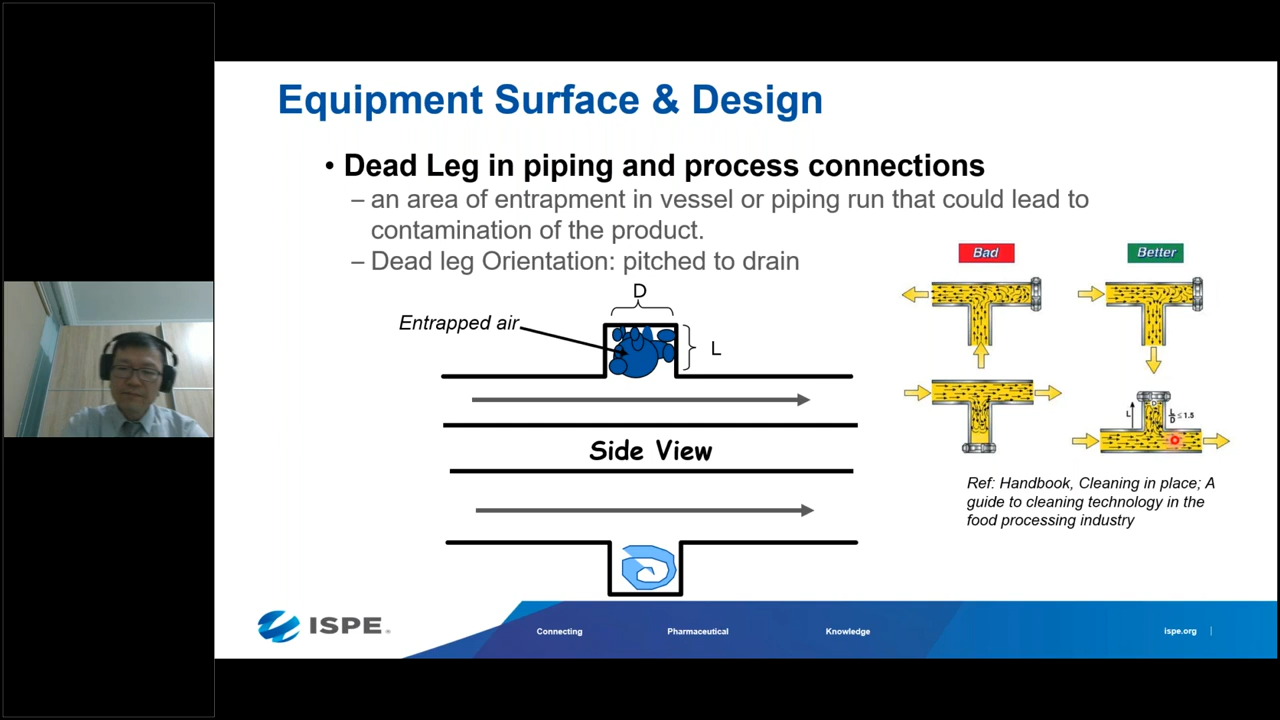 Equipment Surface & Design
• Dead Leg in piping and process connections
– an area of entrapment in vessel or piping run that could lead to
contamination of the product.
– Dead leg Orientation: pitched to drain
D
Entrapped air
L
Side View
Bad
Better
L
L/D ≤ 1.5
Ref: Handbook, Cleaning in place; A
guide to cleaning technology in the
food processing industry
ISPE
Connecting
Pharmaceutical
Knowledge
ispe.org |